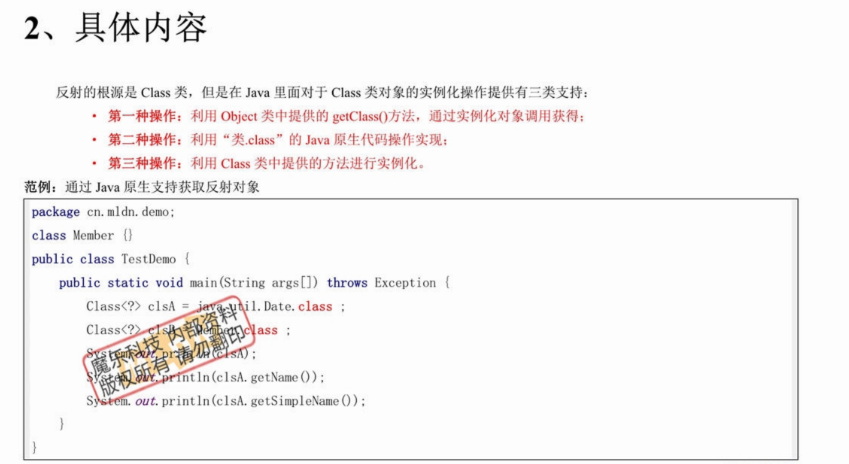 2、具体内容
反射的根源是 Class 类，但是在 Java 里面对于 Class 类对象的实例化操作提供有三类支持：
• 第一种操作：利用 Object 类中提供的 getClass()方法，通过实例化对象调用获得；
• 第二种操作：利用“类.class”的 Java 原生代码操作实现；
• 第三种操作：利用 Class 类中提供的方法进行实例化。
范例：通过 Java 原生支持获取反射对象
package cn.mldn.demo;
class Member {}
public class TestDemo {
public static void main(String args[]) throws Exception {
Class<?> clsA = java.util.Date.class ;
Class<?> clsB = Member.class ;
System.out.println(clsA);
System.out.println(clsA.getName());
System.out.println(clsA.getSimpleName());
}
}
魔乐科技 内部资料
版权所有 请勿翻印